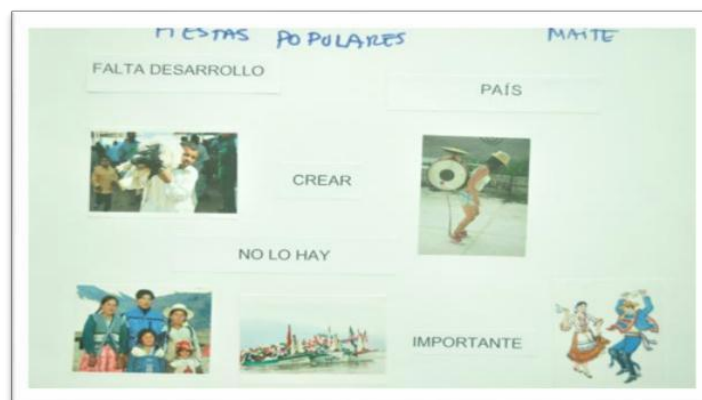 FIESTAS POPULARES MAITE
FALTA DESARROLLO
PAÍS
CREAR
NO LO HAY
IMPORTANTE